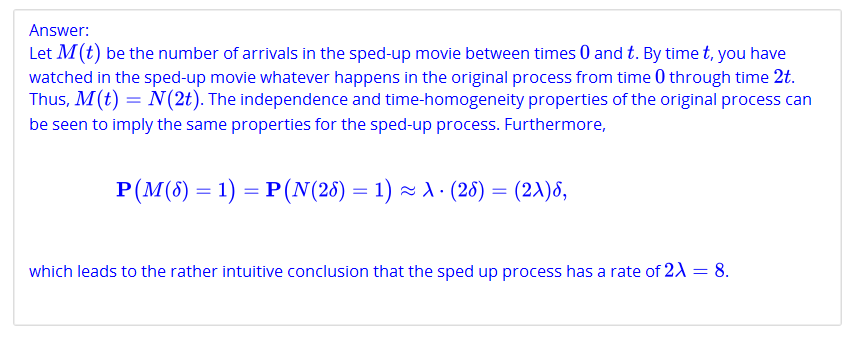 Answer:
Let M(t) be the number of arrivals in the sped-up movie between times 0 and t. By time t, you have
watched in the sped-up movie whatever happens in the original process from time 0 through time 2t.
Thus, M(t) = N(2t). The independence and time-homogeneity properties of the original process can
be seen to imply the same properties for the sped-up process. Furthermore,
P(M(δ) = 1) = P(N(2δ) = 1) ≈ λ · (2δ) = (2λ)δ,
which leads to the rather intuitive conclusion that the sped up process has a rate of 2λ = 8.